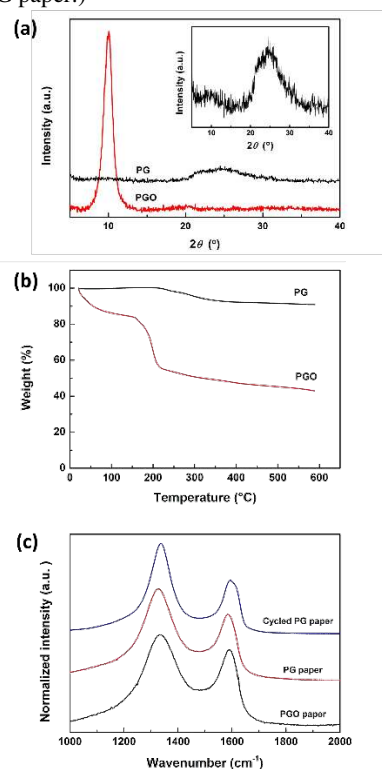 paper.)
(a)
Intensity (a.u.)
PG
PGO
5 10 20 30 40
2θ (°)
Intensity (a.u.)
10 20 30 40
2θ (°)
(b)
100
80
60
40
20
0
Weight (%)
PG
PGO
0 100 200 300 400 500 600
Temperature (°C)
(c)
Normalized intensity (a.u. )
Cycled PG paper
PG paper
PGO paper
1000 1200 1400 1600 1800 2000
Wavenumber (cm-1)